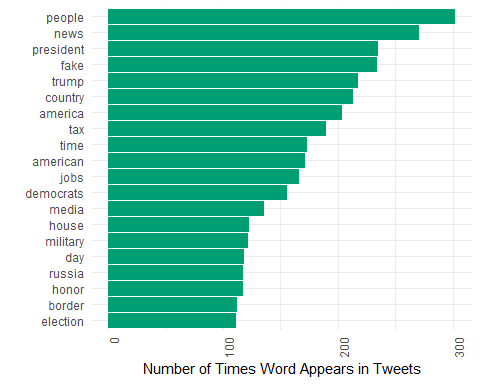 people
news
president
fake
trump
country
america
tax
time
american
jobs
democrats
media
house
military
day
russia
honor
border
election
0
100
200
300
Number of Times Word Appears in Tweets